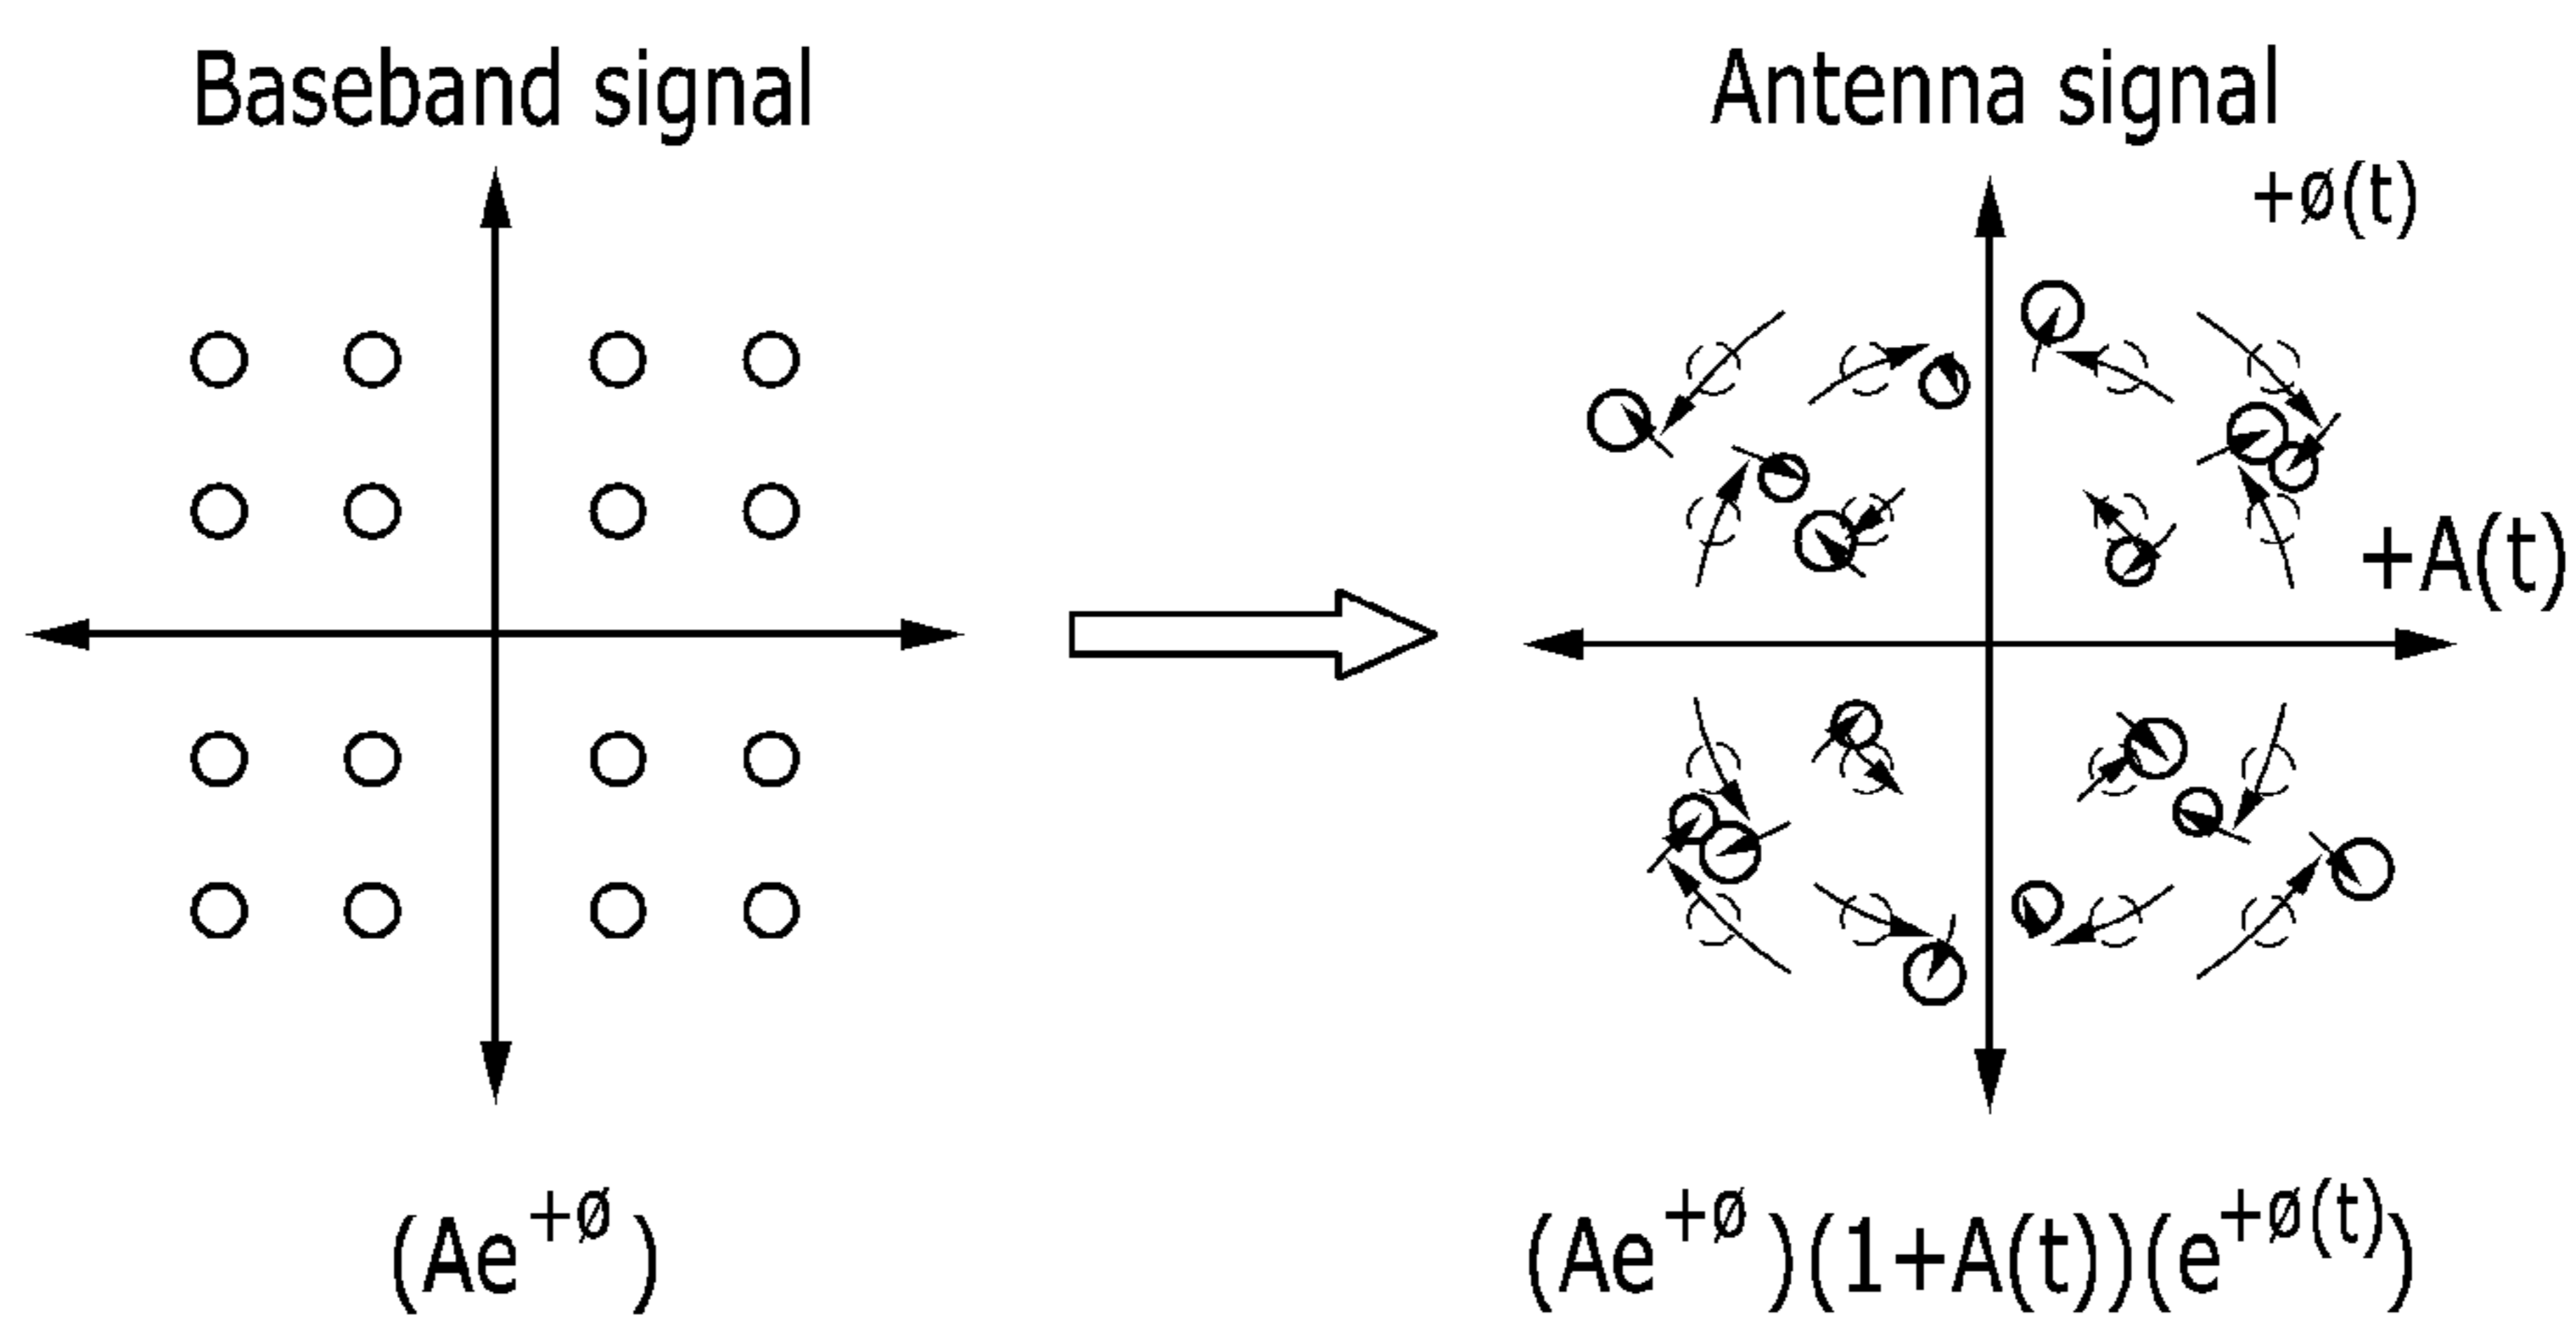 Baseband signal
Antenna signal
+ø(t)
+A(t)
(Ae^{+ø})
(Ae^{+ø})(1+A(t))(e^{+ø(t)})